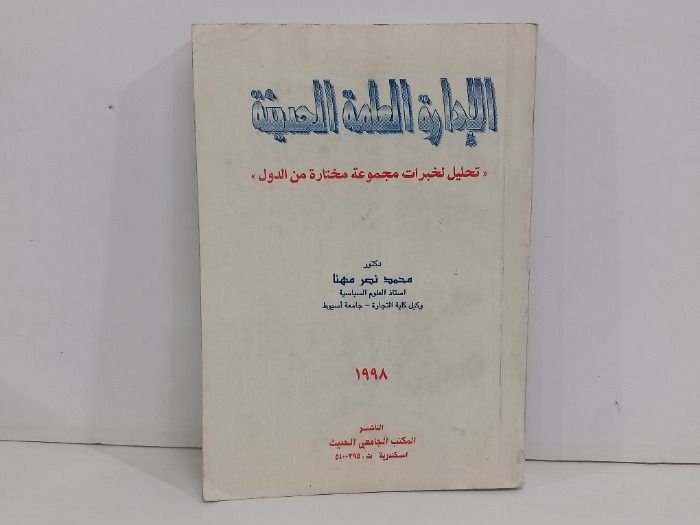 الإدارة العامة الحديثة
« تحليل لخبرات مجموعة مختارة من الدول »
دكتور
محمد نصر مهنا
استاذ العلوم السياسية
وكيل كلية التجارة - جامعة أسيوط
١٩٩٨
الناشر
المكتب الجامعى الحديث
اسكندرية ت : ٥٤٠٠٣٩٥